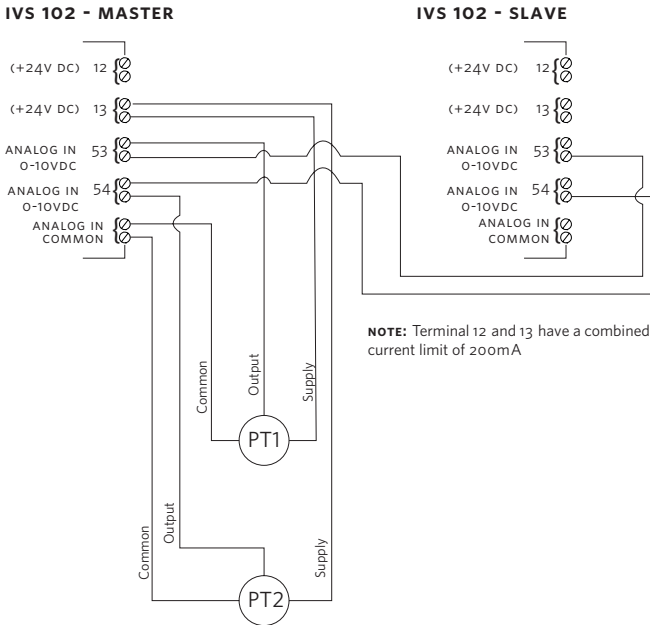 IVS 102 - MASTER
(+24V DC) 12
(+24V DC) 13
ANALOG IN 53
0-10VDC
ANALOG IN 54
0-10VDC
ANALOG IN
COMMON
IVS 102 - SLAVE
(+24V DC) 12
(+24V DC) 13
ANALOG IN 53
0-10VDC
ANALOG IN 54
0-10VDC
ANALOG IN
COMMON
NOTE: Terminal 12 and 13 have a combined
current limit of 200mA
Common
Output
Supply
PT1
Common
Output
Supply
PT2